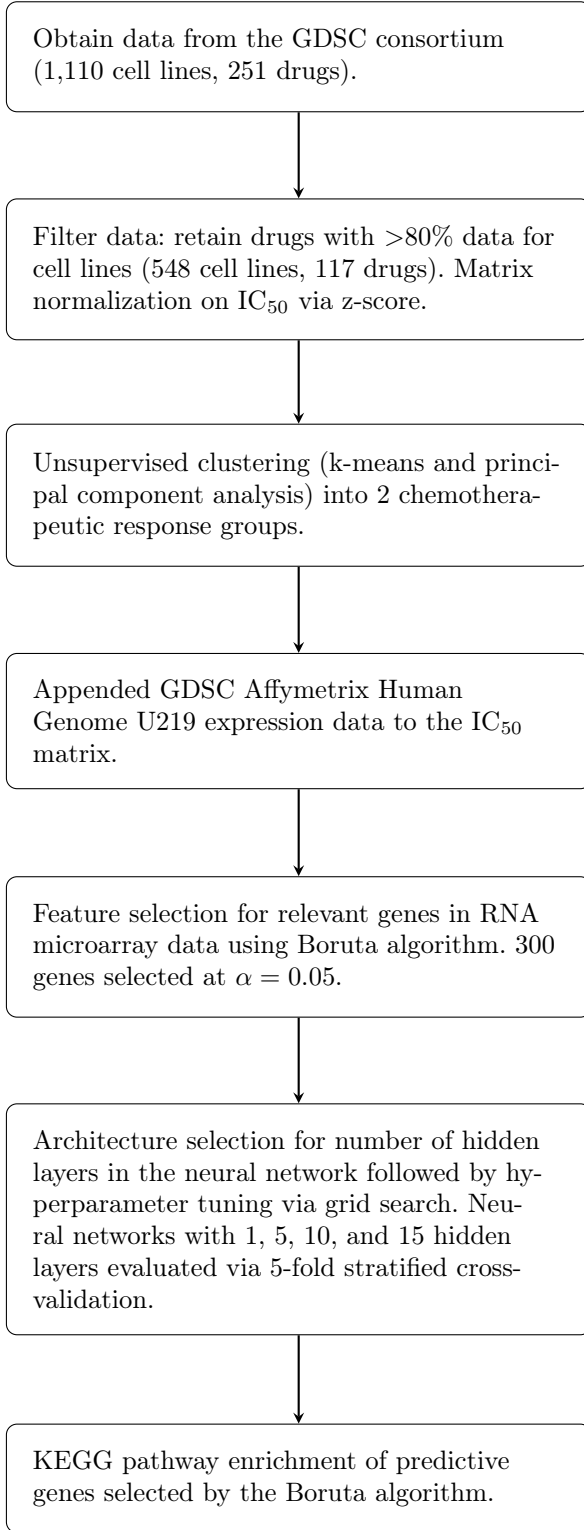 Obtain data from the GDSC consortium
(1,110 cell lines, 251 drugs).
Filter data: retain drugs with >80% data for
cell lines (548 cell lines, 117 drugs). Matrix
normalization on IC₅₀ via z-score.
Unsupervised clustering (k-means and princi-
pal component analysis) into 2 chemothera-
peutic response groups.
Appended GDSC Affymetrix Human
Genome U219 expression data to the IC₅₀
matrix.
Feature selection for relevant genes in RNA
microarray data using Boruta algorithm. 300
genes selected at α = 0.05.
Architecture selection for number of hidden
layers in the neural network followed by hy-
perparameter tuning via grid search. Neu-
ral networks with 1, 5, 10, and 15 hidden
layers evaluated via 5-fold stratified cross-
validation.
KEGG pathway enrichment of predictive
genes selected by the Boruta algorithm.